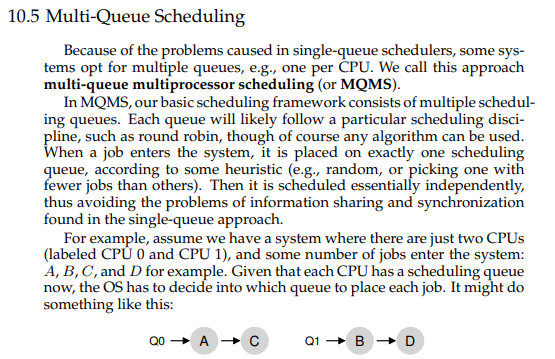 10.5 Multi-Queue Scheduling
Because of the problems caused in single-queue schedulers, some sys-
tems opt for multiple queues, e.g., one per CPU. We call this approach
multi-queue multiprocessor scheduling (or MQMS).
In MQMS, our basic scheduling framework consists of multiple schedul-
ing queues. Each queue will likely follow a particular scheduling disci-
pline, such as round robin, though of course any algorithm can be used.
When a job enters the system, it is placed on exactly one scheduling
queue, according to some heuristic (e.g., random, or picking one with
fewer jobs than others). Then it is scheduled essentially independently,
thus avoiding the problems of information sharing and synchronization
found in the single-queue approach.
For example, assume we have a system where there are just two CPUs
(labeled CPU 0 and CPU 1), and some number of jobs enter the system:
A, B, C, and D for example. Given that each CPU has a scheduling queue
now, the OS has to decide into which queue to place each job. It might do
something like this:
Q0 → A → C Q1 → B → D